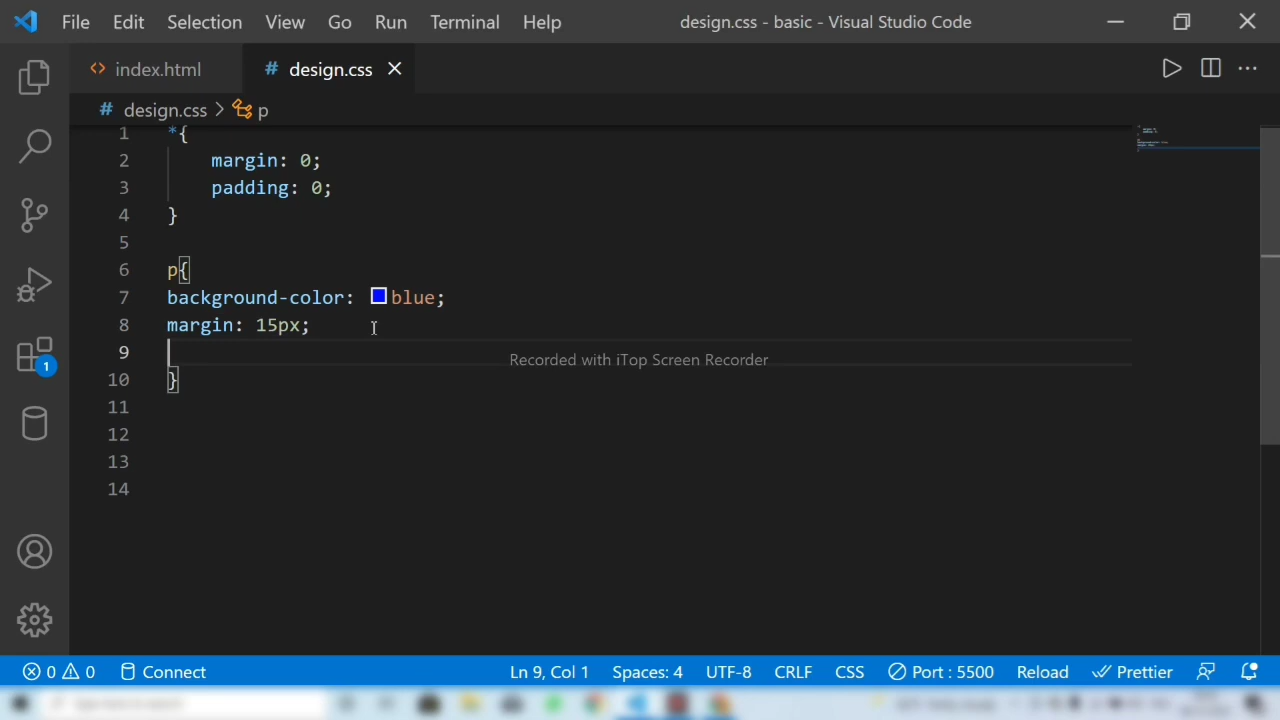 File Edit Selection View Go Run Terminal Help design.css - basic - Visual Studio Code
index.html # design.css
# design.css > p
1 *{
2 margin: 0;
3 padding: 0;
4 }
5
6 p{
7 background-color: blue;
8 margin: 15px;
9
Recorded with iTop Screen Recorder
10 }
11
12
13
14
1
0 0 Connect Ln 9, Col 1 Spaces: 4 UTF-8 CRLF CSS Port : 5500 Reload Prettier